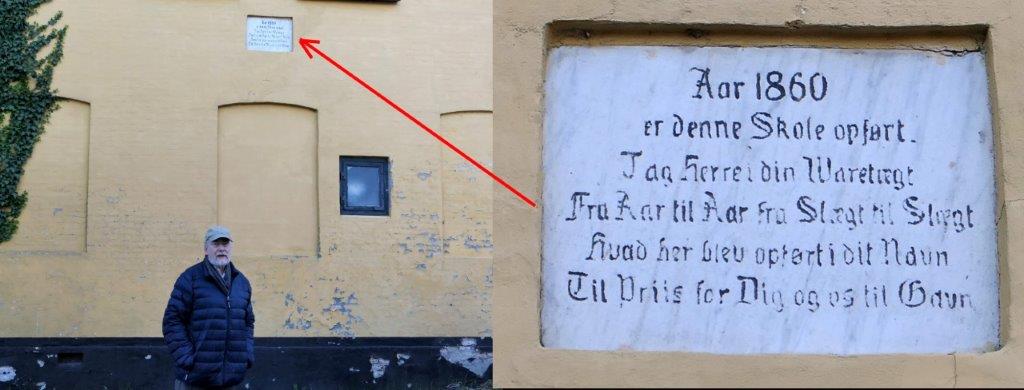 Aar 1860
er denne Skole opført.
Tag Herre i din Waretægt
Fra Aar til Aar fra Slægt til Slægt
Hvad her blev opført i dit Navn
Til Priis for Dig og os til Gavn